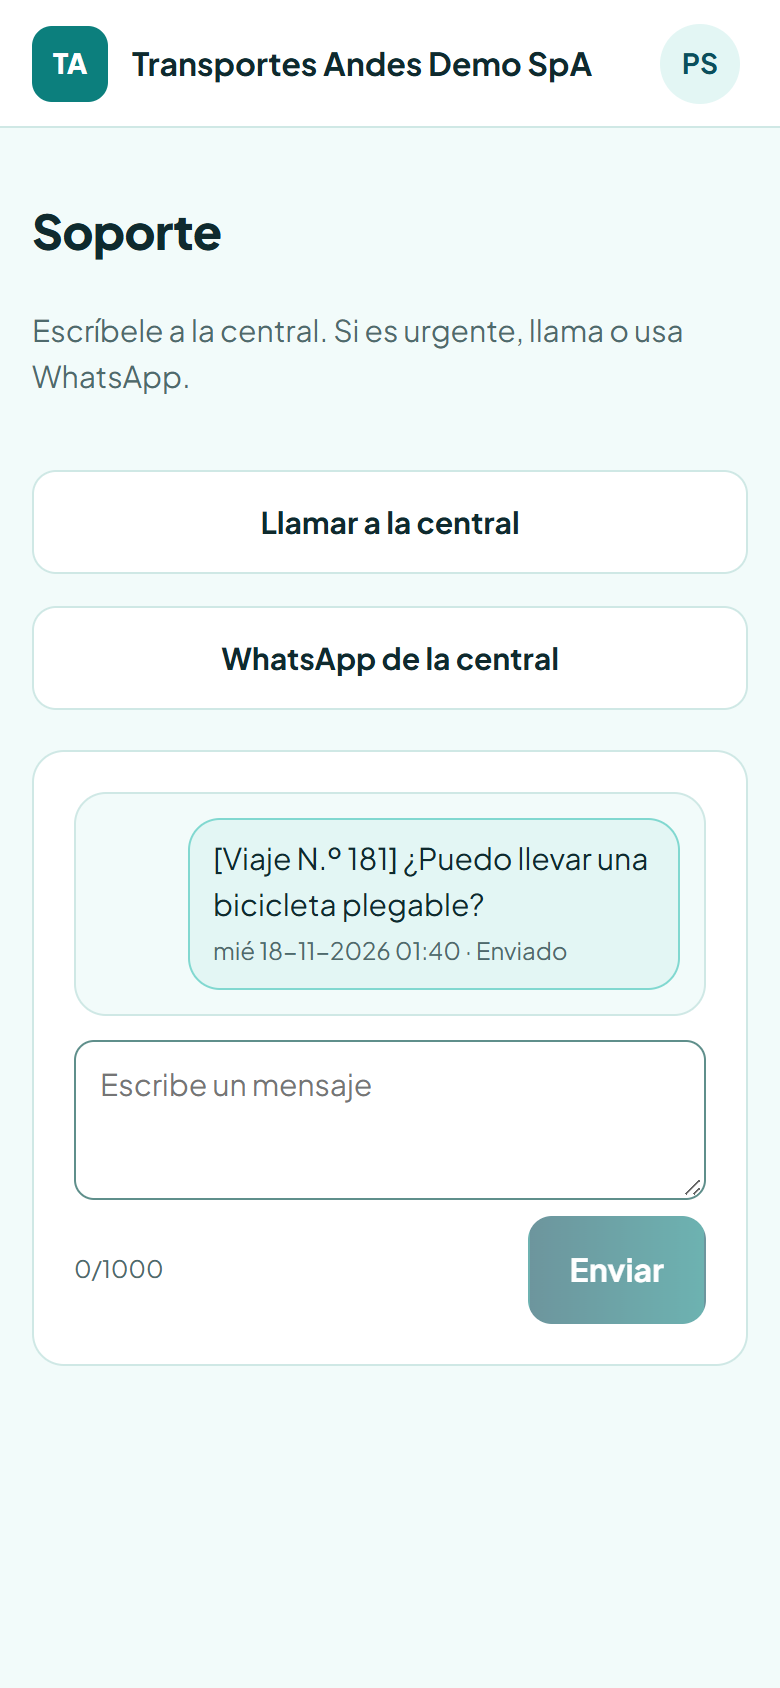 TA
Transportes Andes Demo SpA
PS
Soporte
Escríbele a la central. Si es urgente, llama o usa
WhatsApp.
Llamar a la central
WhatsApp de la central
[Viaje N.º 181] ¿Puedo llevar una
bicicleta plegable?
mié 18-11-2026 01:40 · Enviado
Escribe un mensaje
0/1000
Enviar